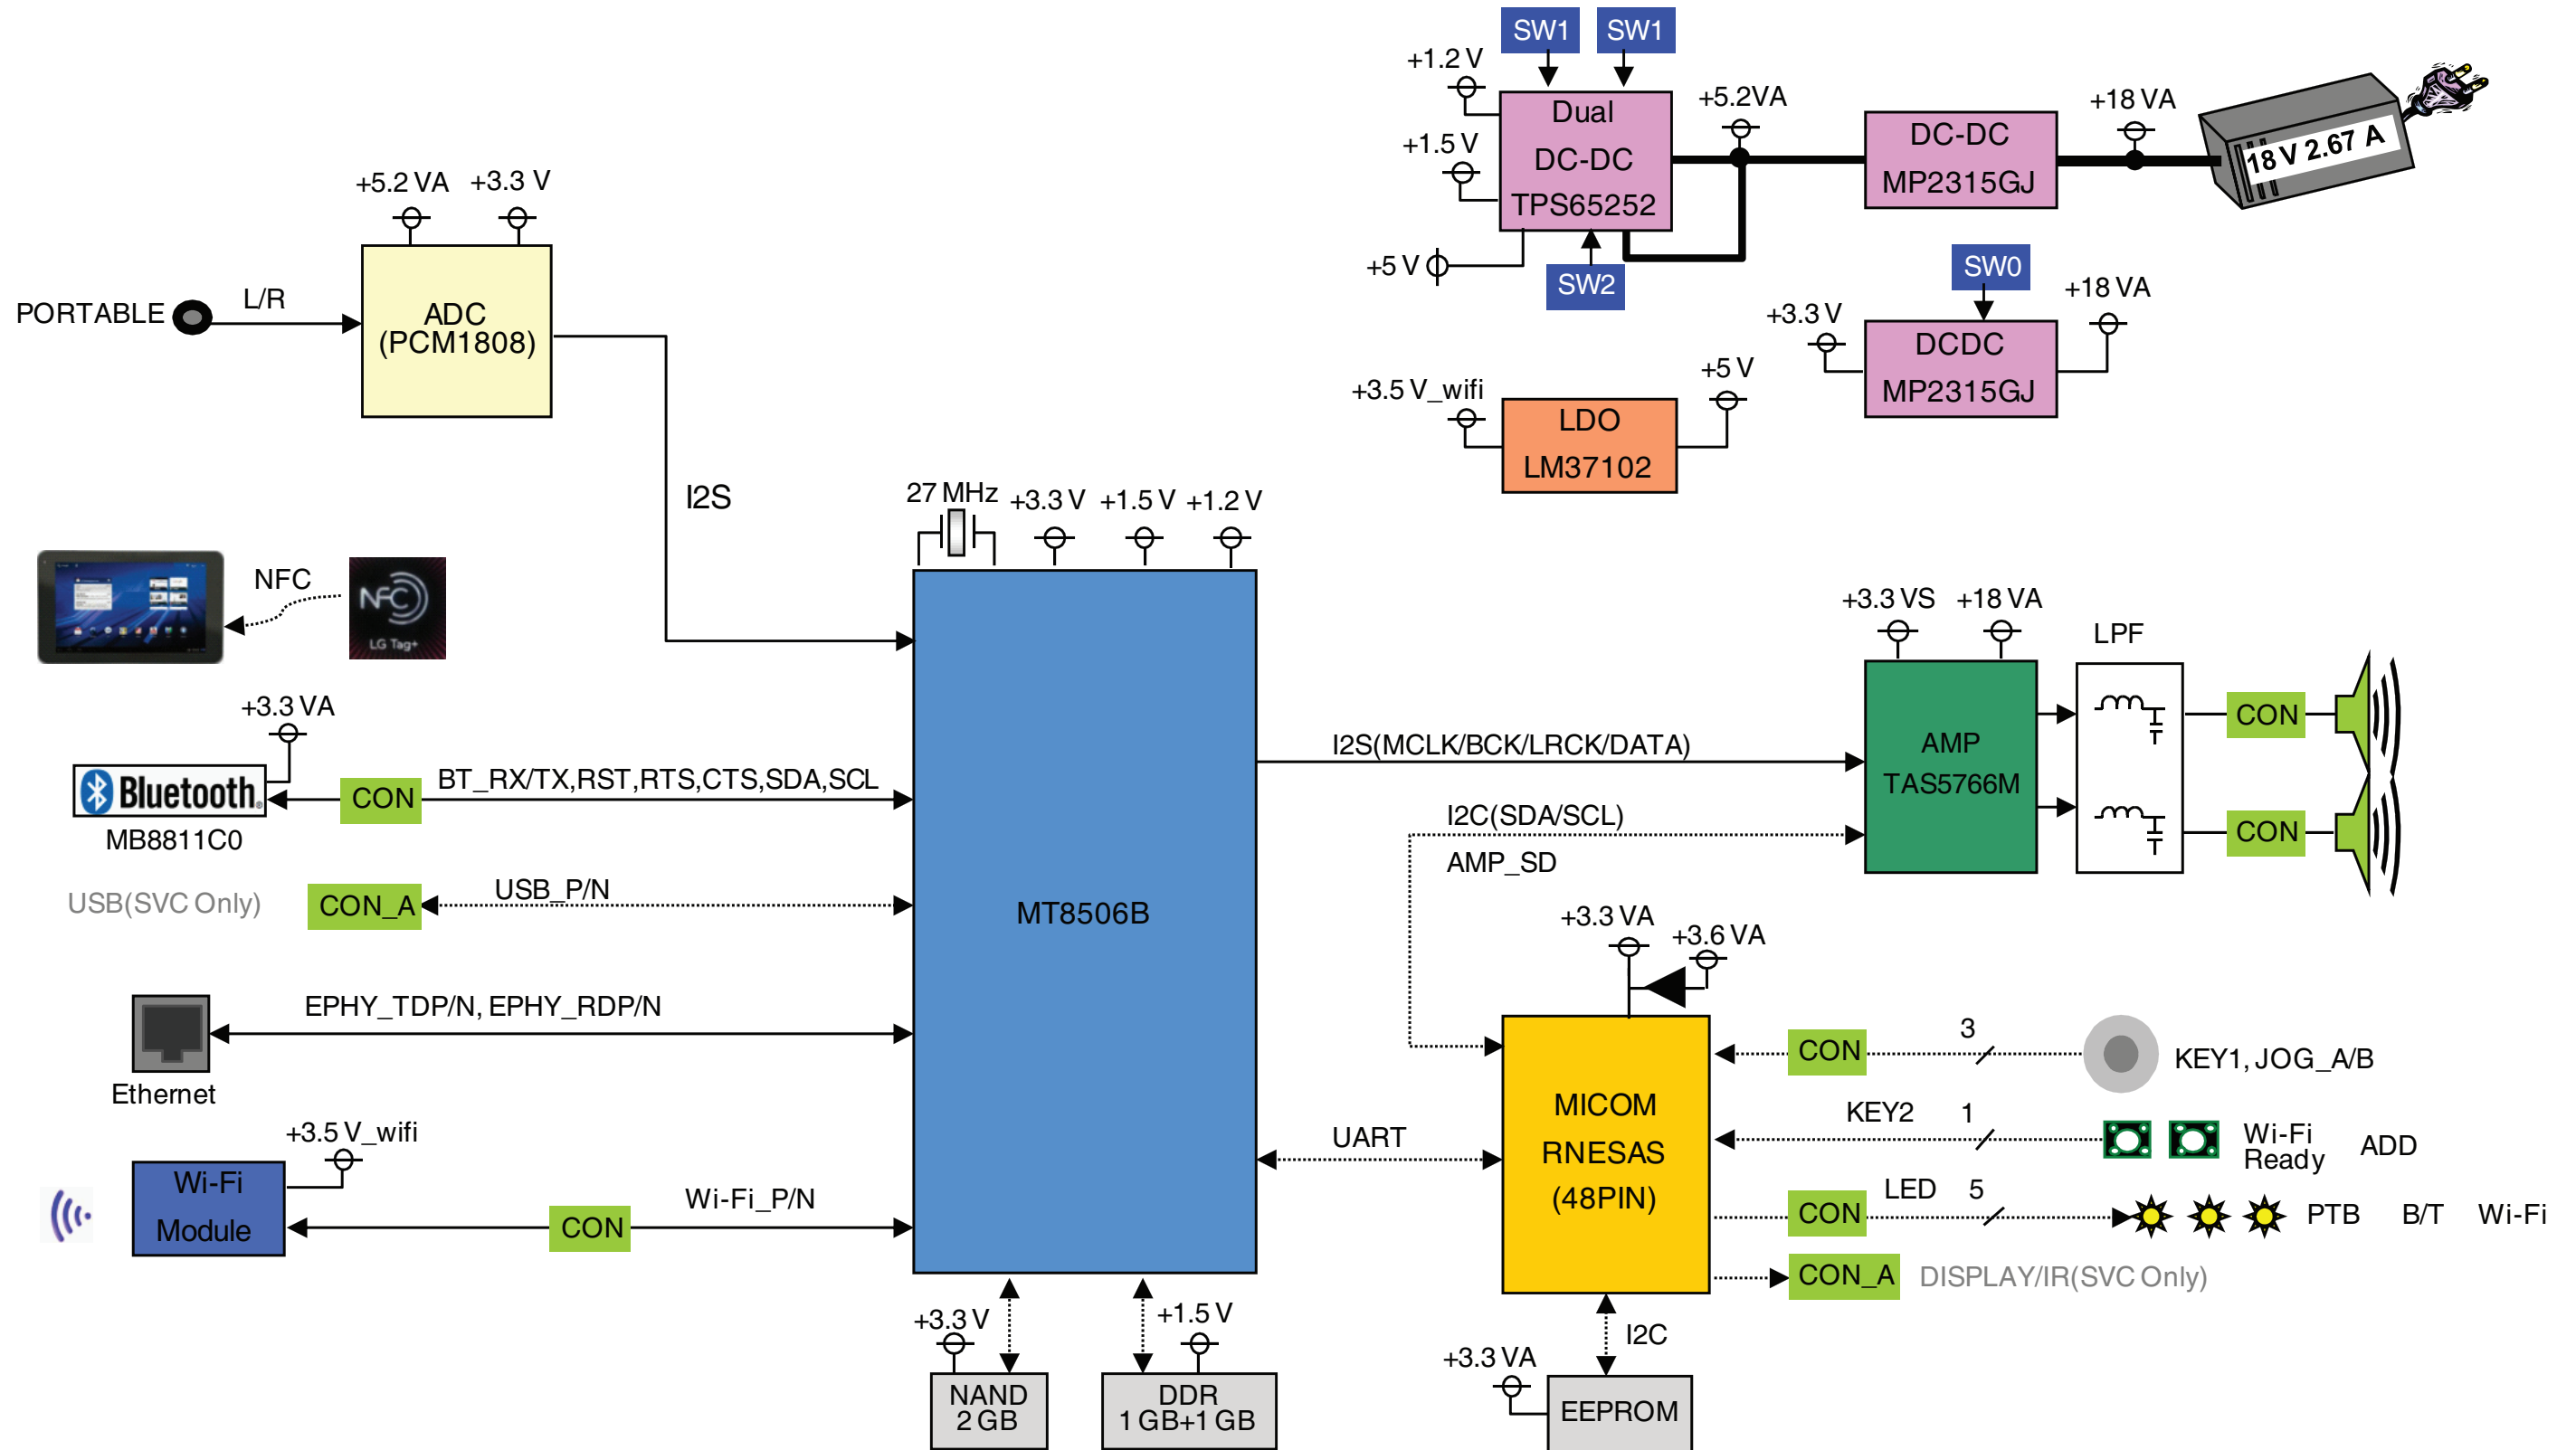 SW1
SW1
+1.2 V
+1.5 V
+5 V
Dual
DC-DC
TPS65252
SW2
+5.2VA
DC-DC
MP2315GJ
+18 VA
18 V 2.67 A
SW0
+3.3 V
DCDC
MP2315GJ
+18 VA
+3.5 V_wifi
LDO
LM37102
+5 V
+5.2 VA
+3.3 V
PORTABLE
L/R
ADC
(PCM1808)
I2S
27 MHz
+3.3 V
+1.5 V
+1.2 V
NFC
NFC
LG Tag+
+3.3 VA
Bluetooth®
MB8811C0
CON
BT_RX/TX,RST,RTS,CTS,SDA,SCL
USB(SVC Only)
CON_A
USB_P/N
MT8506B
EPHY_TDP/N, EPHY_RDP/N
Ethernet
+3.5 V_wifi
Wi-Fi
Module
CON
Wi-Fi_P/N
+3.3 V
NAND
2 GB
+1.5 V
DDR
1 GB+1 GB
+3.3 VS
+18 VA
LPF
I2S(MCLK/BCK/LRCK/DATA)
AMP
TAS5766M
CON
CON
I2C(SDA/SCL)
AMP_SD
+3.3 VA
+3.6 VA
UART
MICOM
RNESAS
(48PIN)
CON
3
KEY1, JOG_A/B
KEY2
1
Wi-Fi
Ready
ADD
CON
LED
5
PTB
B/T
Wi-Fi
CON_A
DISPLAY/IR(SVC Only)
I2C
+3.3 VA
EEPROM